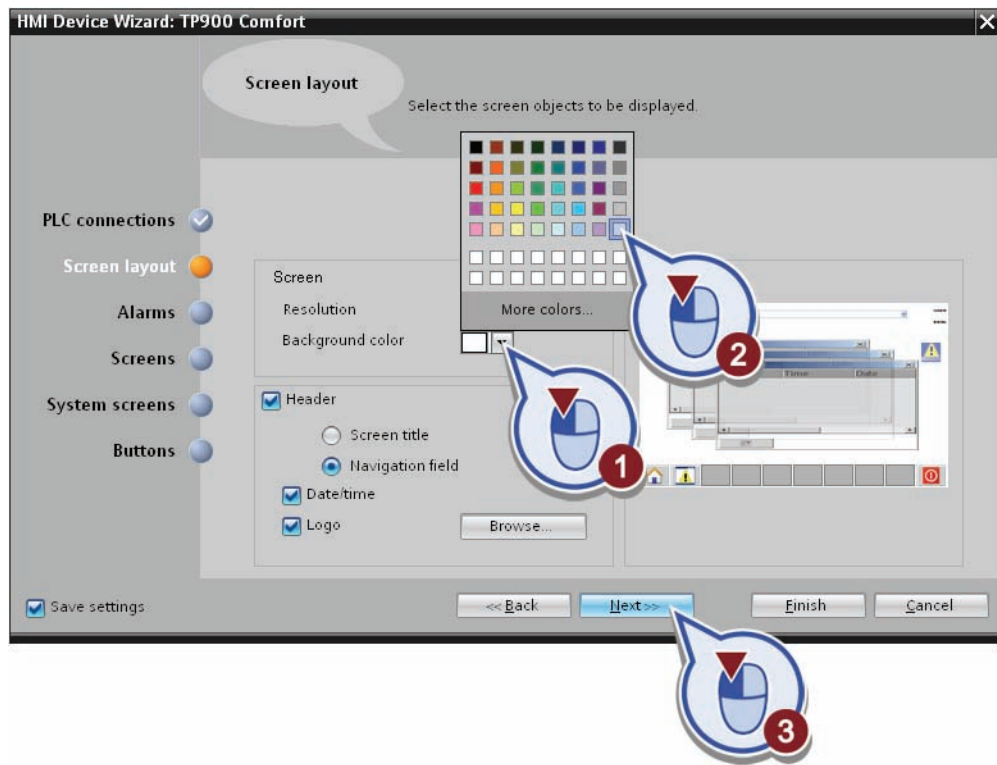 HMI Device Wizard: TP900 Comfort
Screen layout
Select the screen objects to be displayed.
PLC connections
Screen layout
Alarms
Screens
System screens
Buttons
Screen
Resolution
More colors...
Background color
2
Time Date
Header
Screen title
1
Navigation field
Date/time
Logo
Browse...
Save settings
<< Back
Next >>
Finish
Cancel
3